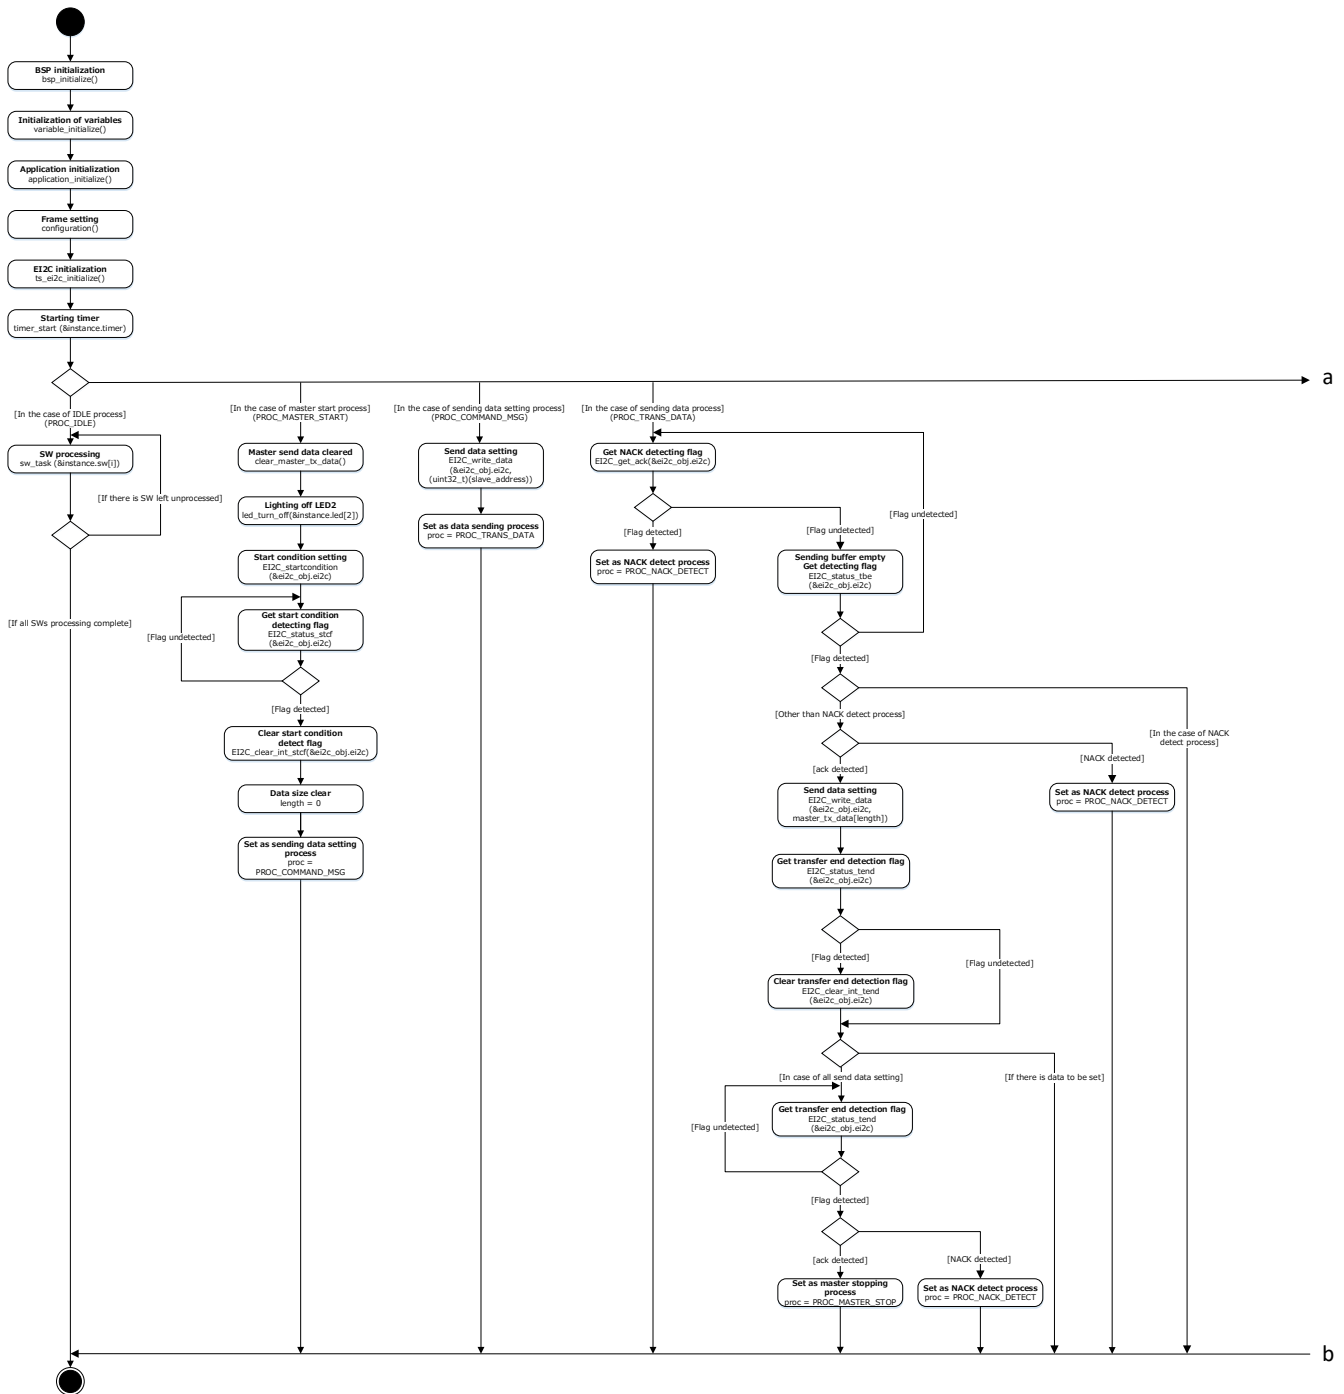 BSP initialization
bsp_initialize()
Initialization of variables
variable_initialize()
Application initialization
application_initialize()
Frame setting
configuration()
EI2C initialization
ts_ei2c_initialize()
Starting timer
timer_start (&instance.timer)
a
[In the case of IDLE process]
(PROC_IDLE)
SW processing
sw_task (&instance.sw[i])
[If there is SW left unprocessed]
[If all SWs processing complete]
[In the case of master start process]
(PROC_MASTER_START)
Master send data cleared
clear_master_tx_data()
Lighting off LED2
led_turn_off(&instance.led[2])
Start condition setting
EI2C_startcondition
(&ei2c_obj.ei2c)
Get start condition
detecting flag
EI2C_status_stcf
(&ei2c_obj.ei2c)
[Flag undetected]
[Flag detected]
Clear start condition
detect flag
EI2C_clear_int_stcf(&ei2c_obj.ei2c)
Data size clear
length = 0
Set as sending data setting
process
proc =
PROC_COMMAND_MSG
[In the case of sending data setting process]
(PROC_COMMAND_MSG)
Send data setting
EI2C_write_data
(&ei2c_obj.ei2c,
(uint32_t)(slave_address))
Set as data sending process
proc = PROC_TRANS_DATA
[In the case of sending data process]
(PROC_TRANS_DATA)
Get NACK detecting flag
EI2C_get_ack(&ei2c_obj.ei2c)
[Flag detected]
Set as NACK detect process
proc = PROC_NACK_DETECT
[Flag undetected]
Sending buffer empty
Get detecting flag
EI2C_status_tbe
(&ei2c_obj.ei2c)
[Flag undetected]
[Flag detected]
[Other than NACK detect process]
[In the case of NACK
detect process]
[ack detected]
[NACK detected]
Send data setting
EI2C_write_data
(&ei2c_obj.ei2c,
master_tx_data[length])
Set as NACK detect process
proc = PROC_NACK_DETECT
Get transfer end detection flag
EI2C_status_tend
(&ei2c_obj.ei2c)
[Flag detected]
[Flag undetected]
Clear transfer end detection flag
EI2C_clear_int_tend
(&ei2c_obj.ei2c)
[In case of all send data setting]
[If there is data to be set]
Get transfer end detection flag
EI2C_status_tend
(&ei2c_obj.ei2c)
[Flag undetected]
[Flag detected]
[ack detected]
[NACK detected]
Set as master stopping
process
proc = PROC_MASTER_STOP
Set as NACK detect process
proc = PROC_NACK_DETECT
b